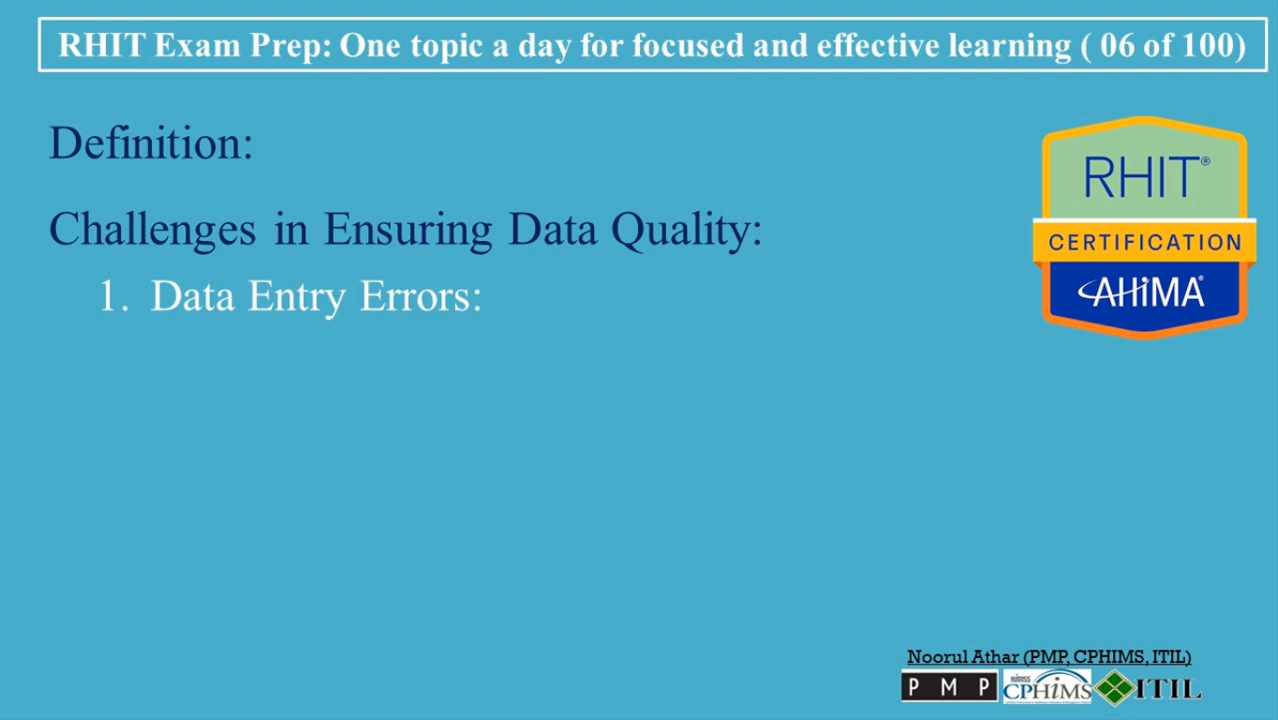 RHIT Exam Prep: One topic a day for focused and effective learning ( 06 of 100)
Definition:
Challenges in Ensuring Data Quality:
1. Data Entry Errors:
RHIT®
CERTIFICATION
AHiMA®
Noorul Athar (PMP, CPHIMS, ITIL)
P M P
HIMSS
CPHIMS
ITIL